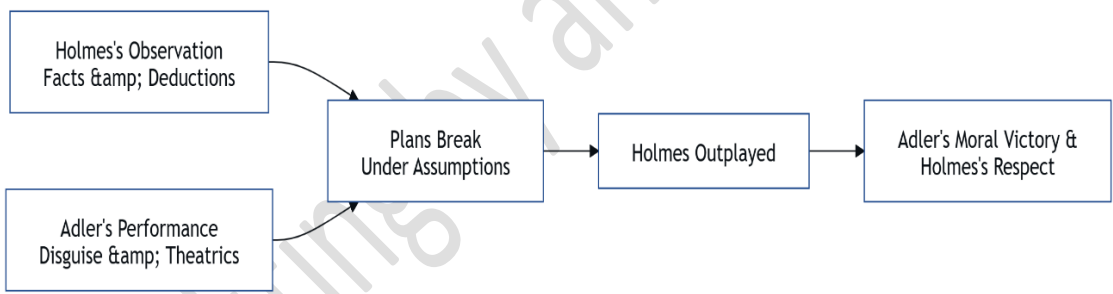 Holmes's Observation
Facts &amp; Deductions
Adler's Performance
Disguise &amp; Theatrics
Plans Break
Under Assumptions
Holmes Outplayed
Adler's Moral Victory &
Holmes's Respect